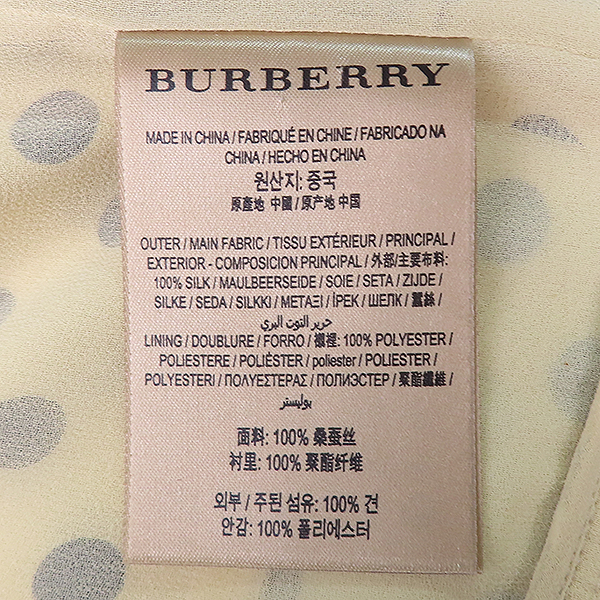 BURBERRY
MADE IN CHINA / FABRIQUÉ EN CHINE / FABRICADO NA
CHINA / HECHO EN CHINA
원산지: 중국
原產地 中國 / 原产地 中国
OUTER / MAIN FABRIC / TISSU EXTÉRIEUR / PRINCIPAL /
EXTERIOR - COMPOSICION PRINCIPAL / 外部/主要布料:
100% SILK / MAULBEERSEIDE / SOIE / SETA / ZIJDE /
SILKE / SEDA / SILKKI / ΜΕΤΑΞΙ / İPEK / ШЕЛК / 蠶絲 /
حرير التوت البري /
LINING / DOUBLURE / FORRO / 襯裡: 100% POLYESTER /
POLIESTERE / POLIÈSTER / poliester / POLIESTER /
POLYESTERI / ΠΟΛΥΕΣΤΕΡΑΣ / ПОЛИЭСТЕР / 聚酯纖維 /
بوليستر
面料: 100% 桑蚕丝
衬里: 100% 聚酯纤维
외부 / 주된 섬유: 100% 견
안감: 100% 폴리에스터